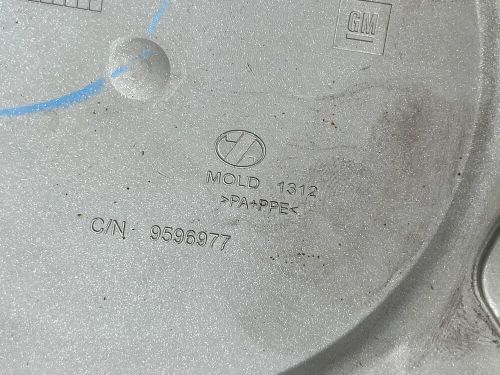 GM
MOLD 1312
>PA+PPE<
C/N 9596977